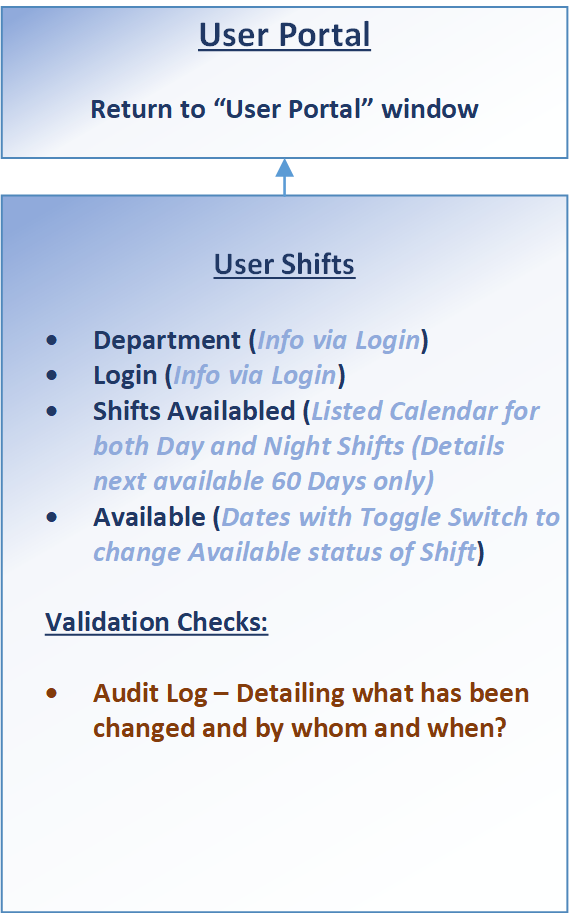 User Portal
Return to “User Portal” window
User Shifts
• Department (Info via Login)
• Login (Info via Login)
• Shifts Availabled (Listed Calendar for
both Day and Night Shifts (Details
next available 60 Days only)
• Available (Dates with Toggle Switch to
change Available status of Shift)
Validation Checks:
• Audit Log – Detailing what has been
changed and by whom and when?